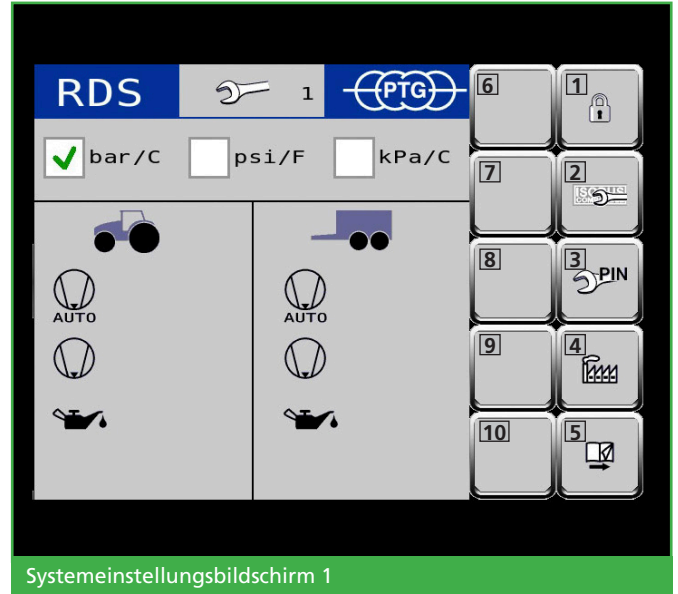 RDS 1 PTG
bar/C psi/F kPa/C
AUTO AUTO
6 1
7 2
8 3 PIN
9 4
10 5
Systemeinstellungsbildschirm 1